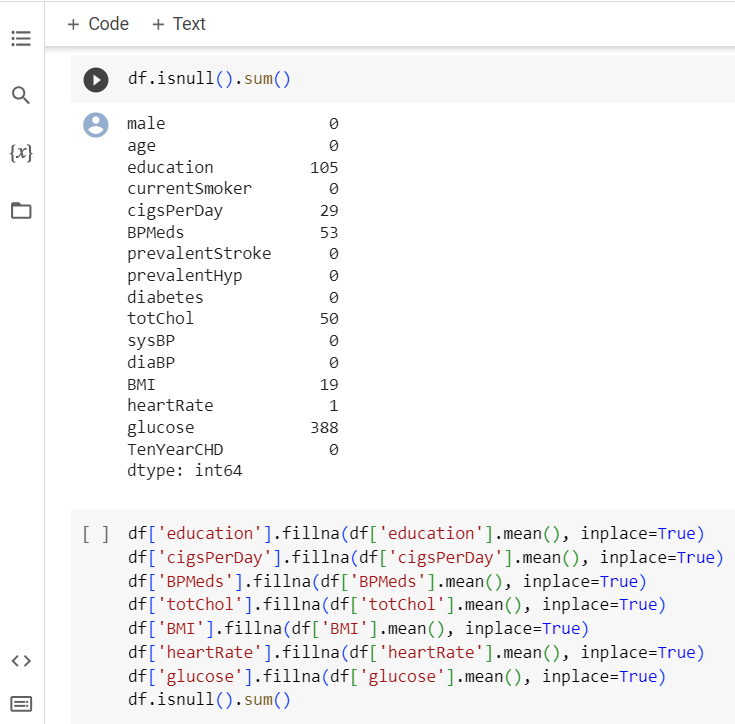 + Code + Text
df.isnull().sum()
male 0
age 0
education 105
currentSmoker 0
cigsPerDay 29
BPMeds 53
prevalentStroke 0
prevalentHyp 0
diabetes 0
totChol 50
sysBP 0
diaBP 0
BMI 19
heartRate 1
glucose 388
TenYearCHD 0
dtype: int64
{x}
[ ] df['education'].fillna(df['education'].mean(), inplace=True)
df['cigsPerDay'].fillna(df['cigsPerDay'].mean(), inplace=True)
df['BPMeds'].fillna(df['BPMeds'].mean(), inplace=True)
df['totChol'].fillna(df['totChol'].mean(), inplace=True)
df['BMI'].fillna(df['BMI'].mean(), inplace=True)
df['heartRate'].fillna(df['heartRate'].mean(), inplace=True)
df['glucose'].fillna(df['glucose'].mean(), inplace=True)
df.isnull().sum()